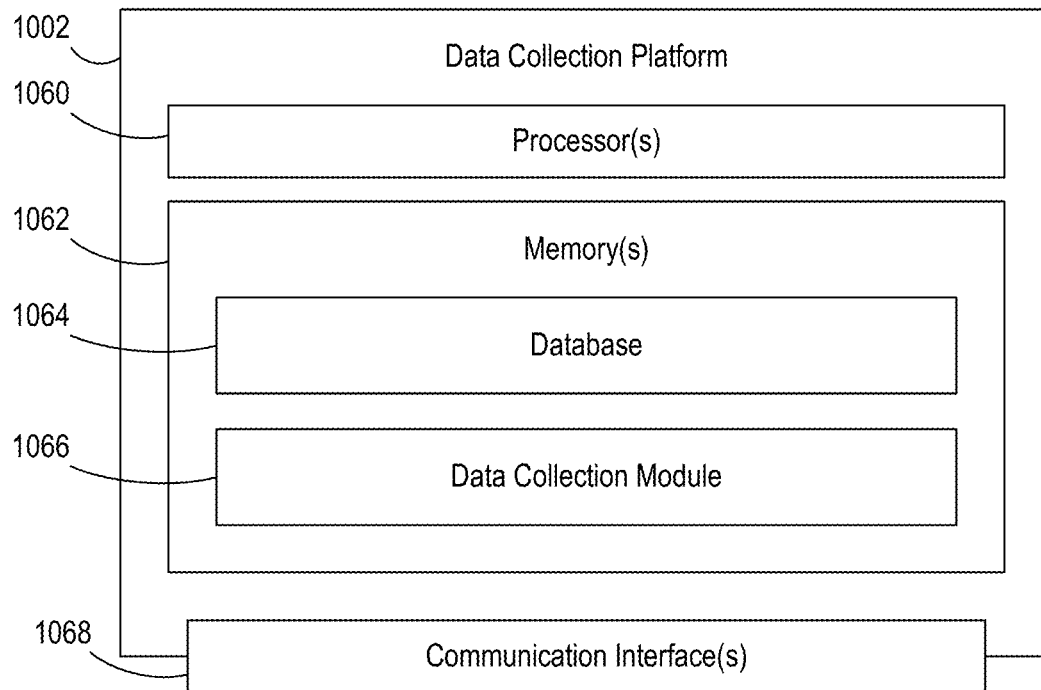 1002
Data Collection Platform
1060
Processor(s)
1062
Memory(s)
1064
Database
1066
Data Collection Module
1068
Communication Interface(s)